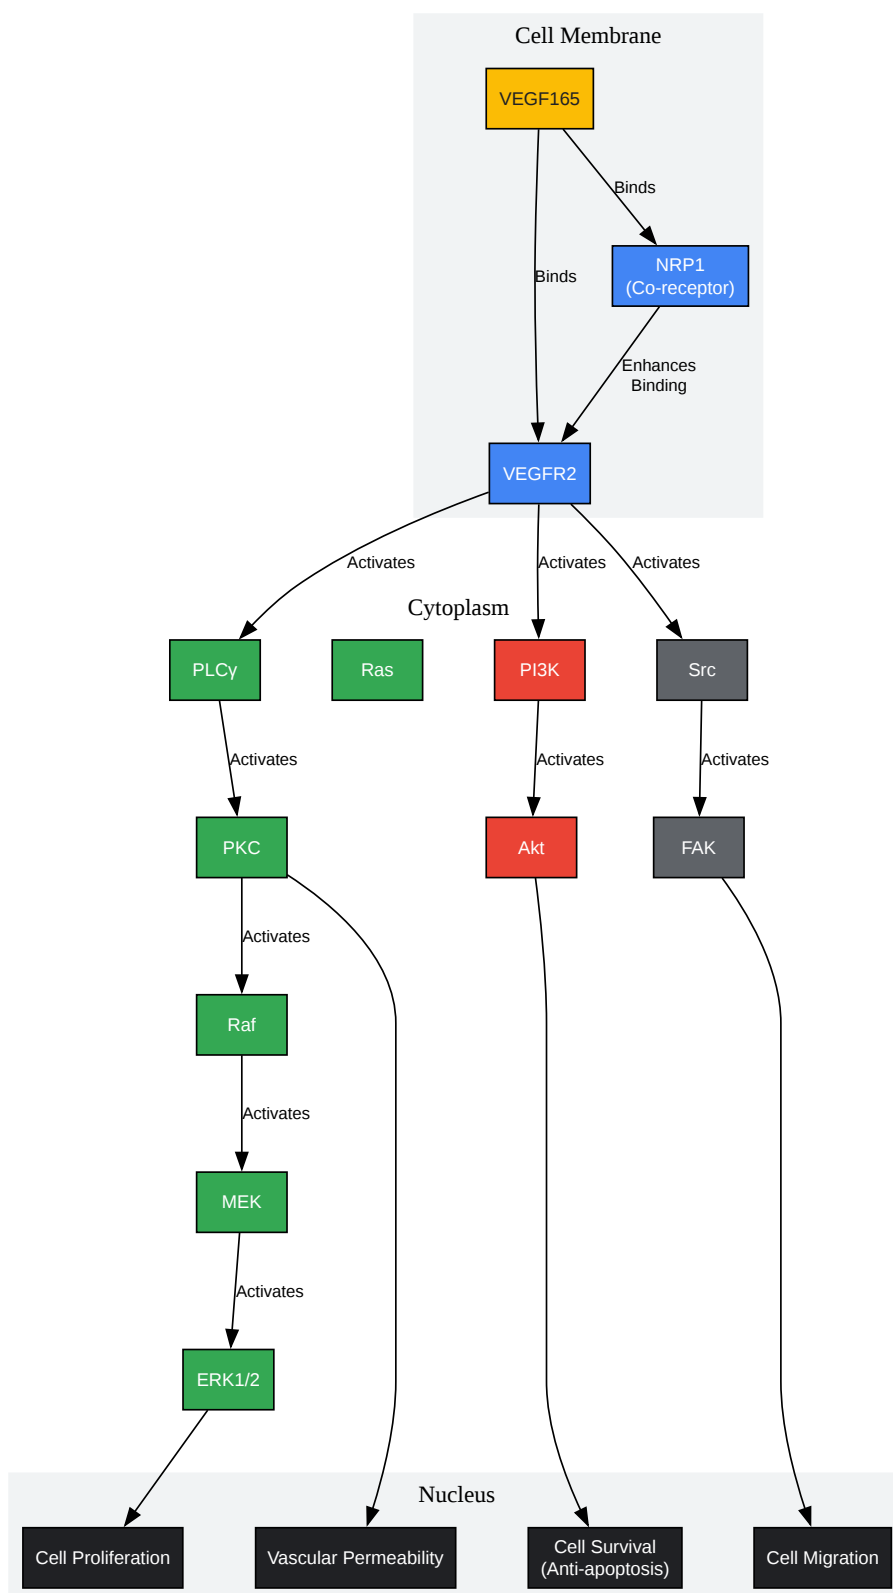 Cell Membrane
VEGF165
Binds
NRP1
(Co-receptor)
Binds
Enhances
Binding
VEGFR2
Activates
Activates
Activates
Cytoplasm
PLCγ
Ras
PI3K
Src
Activates
Activates
Activates
PKC
Akt
FAK
Activates
Raf
Activates
MEK
Activates
ERK1/2
Nucleus
Cell Proliferation
Vascular Permeability
Cell Survival
(Anti-apoptosis)
Cell Migration